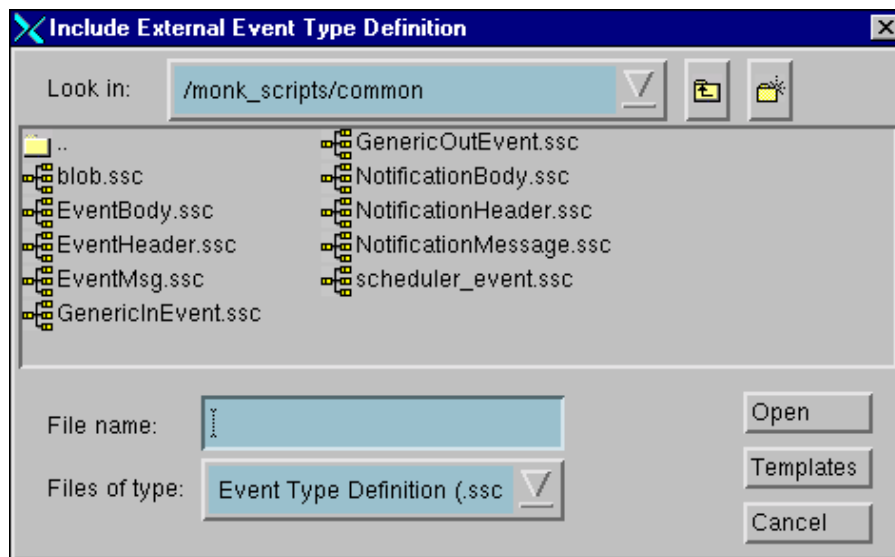 Include External Event Type Definition
Look in: /monk_scripts/common
.. GenericOutEvent.ssc
blob.ssc NotificationBody.ssc
EventBody.ssc NotificationHeader.ssc
EventHeader.ssc NotificationMessage.ssc
EventMsg.ssc scheduler_event.ssc
GenericInEvent.ssc
File name: Open
Templates
Files of type: Event Type Definition (.ssc
Cancel